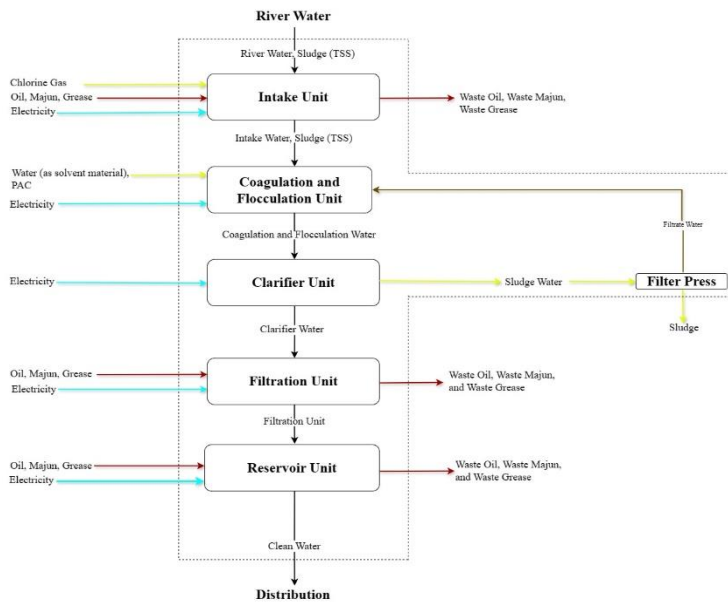 River Water
River Water, Sludge (TSS)
Chlorine Gas
Oil, Majun, Grease
Electricity
Intake Unit
Waste Oil, Waste Majun,
Waste Grease
Intake Water, Sludge (TSS)
Water (as solvent material),
PAC
Electricity
Coagulation and
Flocculation Unit
Filtrate Water
Coagulation and Flocculation Water
Electricity
Clarifier Unit
Sludge Water
Filter Press
Sludge
Clarifier Water
Oil, Majun, Grease
Electricity
Filtration Unit
Waste Oil, Waste Majun,
and Waste Grease
Filtration Unit
Oil, Majun, Grease
Electricity
Reservoir Unit
Waste Oil, Waste Majun,
and Waste Grease
Clean Water
Distribution